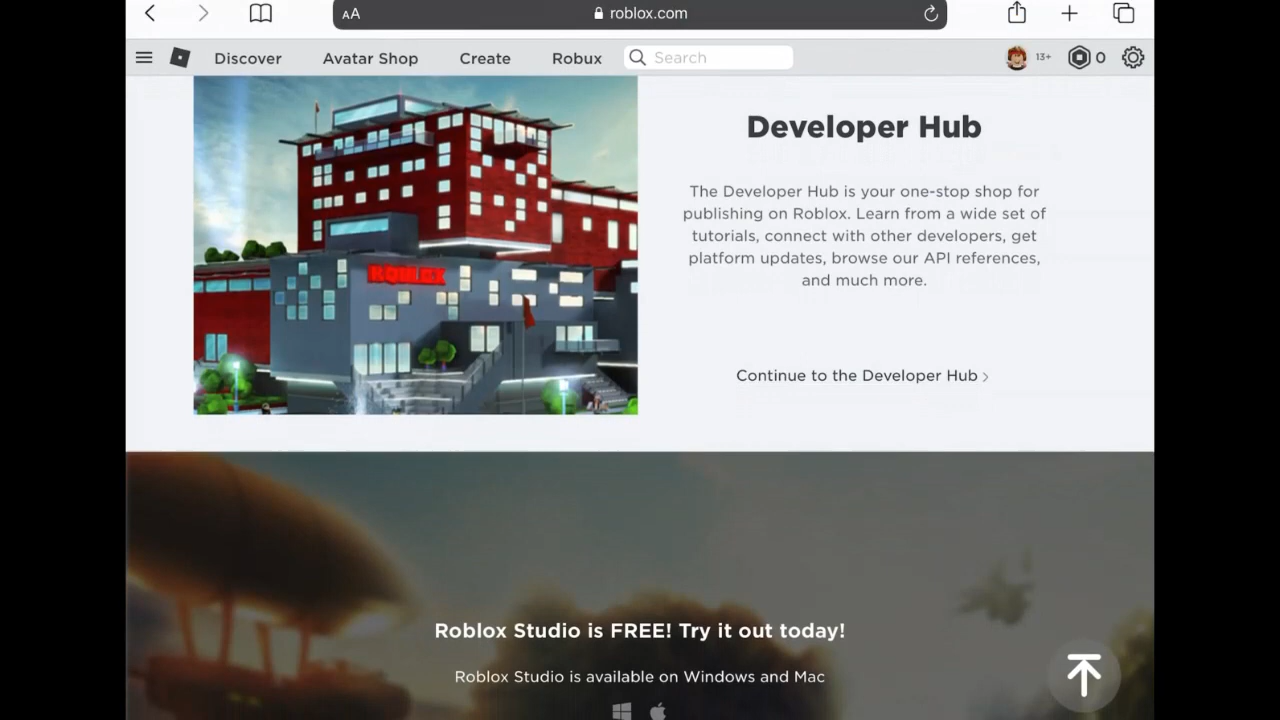 AA
roblox.com
Discover
Avatar Shop
Create
Robux
Search
13+
0
ROBLOX
Developer Hub
The Developer Hub is your one-stop shop for
publishing on Roblox. Learn from a wide set of
tutorials, connect with other developers, get
platform updates, browse our API references,
and much more.
Continue to the Developer Hub
Roblox Studio is FREE! Try it out today!
Roblox Studio is available on Windows and Mac